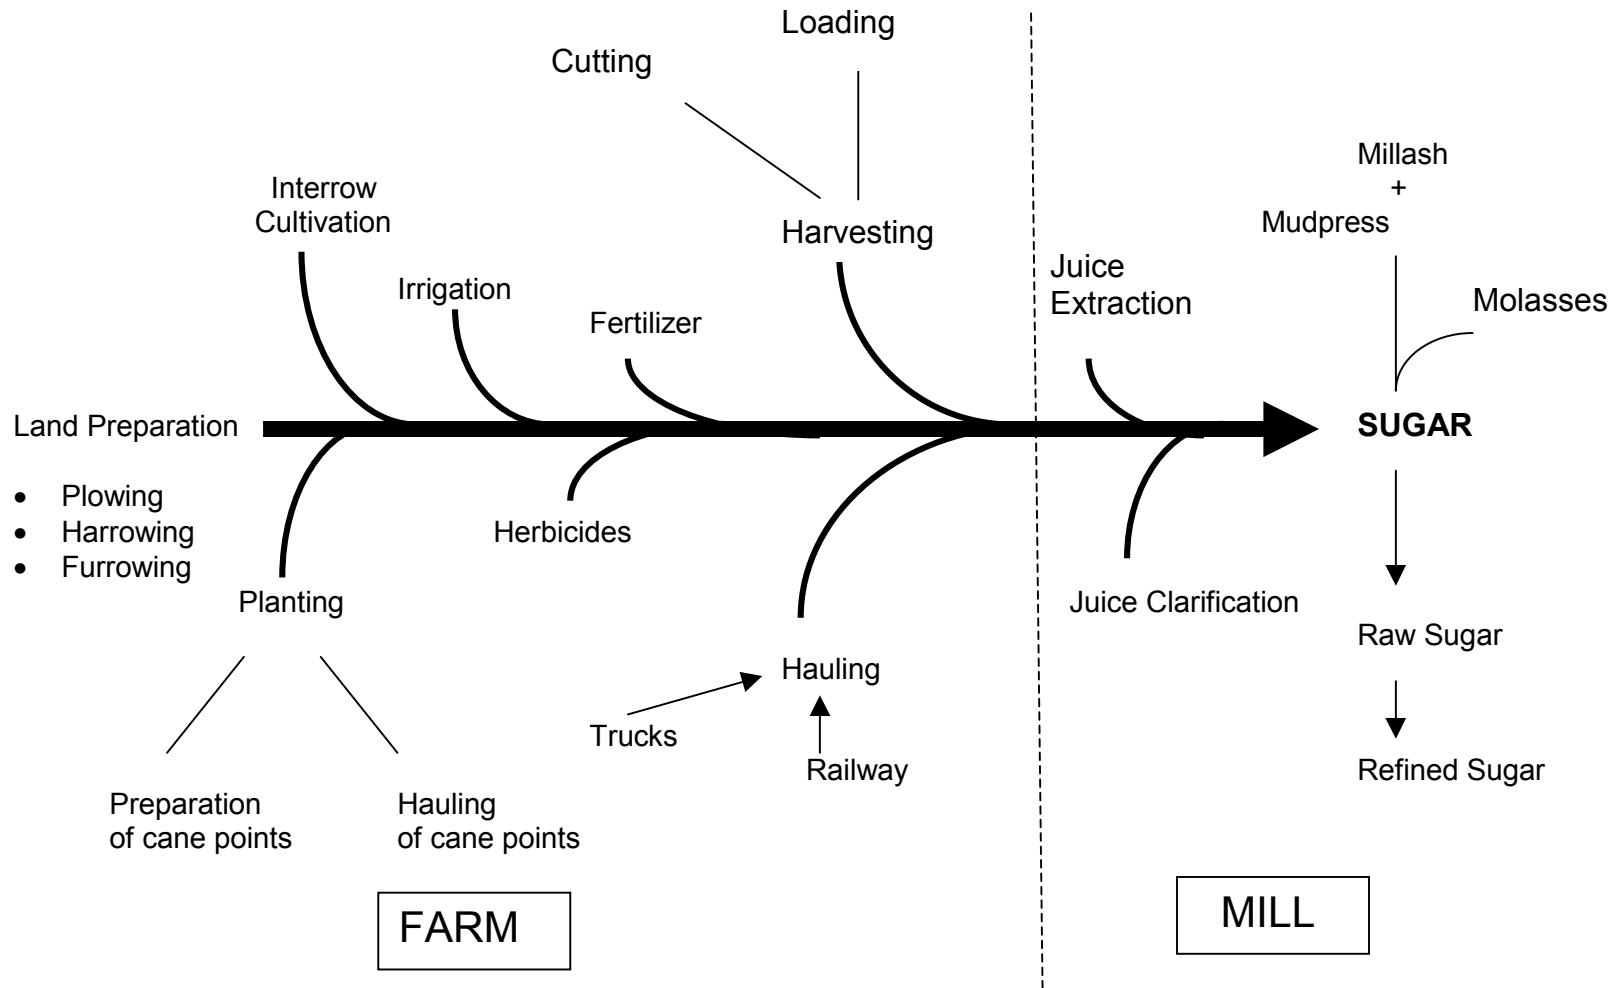 Loading
Cutting
Millash
+
Mudpress
Interrow
Cultivation
Harvesting
Juice
Extraction
Irrigation
Molasses
Fertilizer
Land Preparation
SUGAR
• Plowing
• Harrowing
• Furrowing
Herbicides
Planting
Juice Clarification
Raw Sugar
Hauling
Trucks
Railway
Refined Sugar
Preparation
of cane points
Hauling
of cane points
FARM
MILL